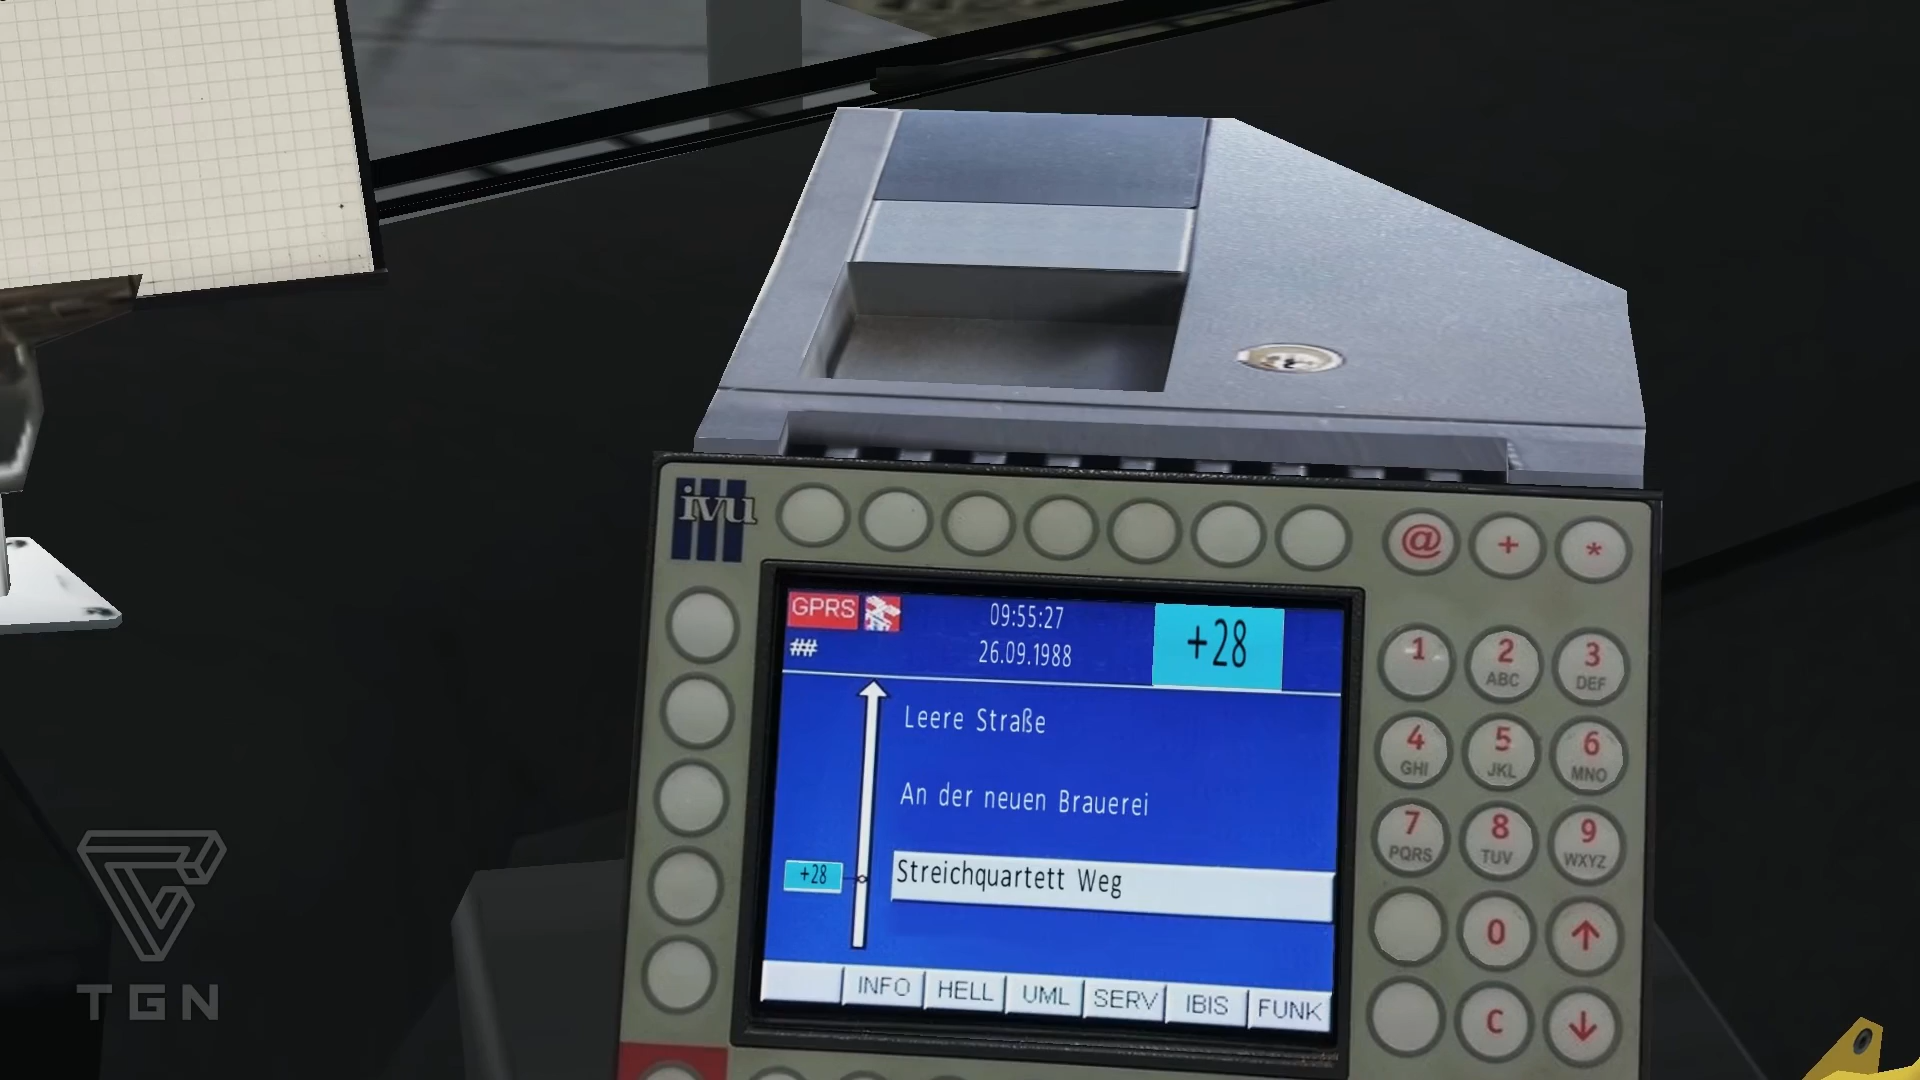 ivu
@ + *
GPRS
09:55:27
+28
##
26.09.1988
1
2 ABC
3 DEF
Leere Straße
4 GHI
5 JKL
6 MNO
An der neuen Brauerei
7 PQRS
8 TUV
9 WXYZ
+28
Streichquartett Weg
0 ↑
INFO HELL UML SERV IBIS FUNK
C ↓
TGN